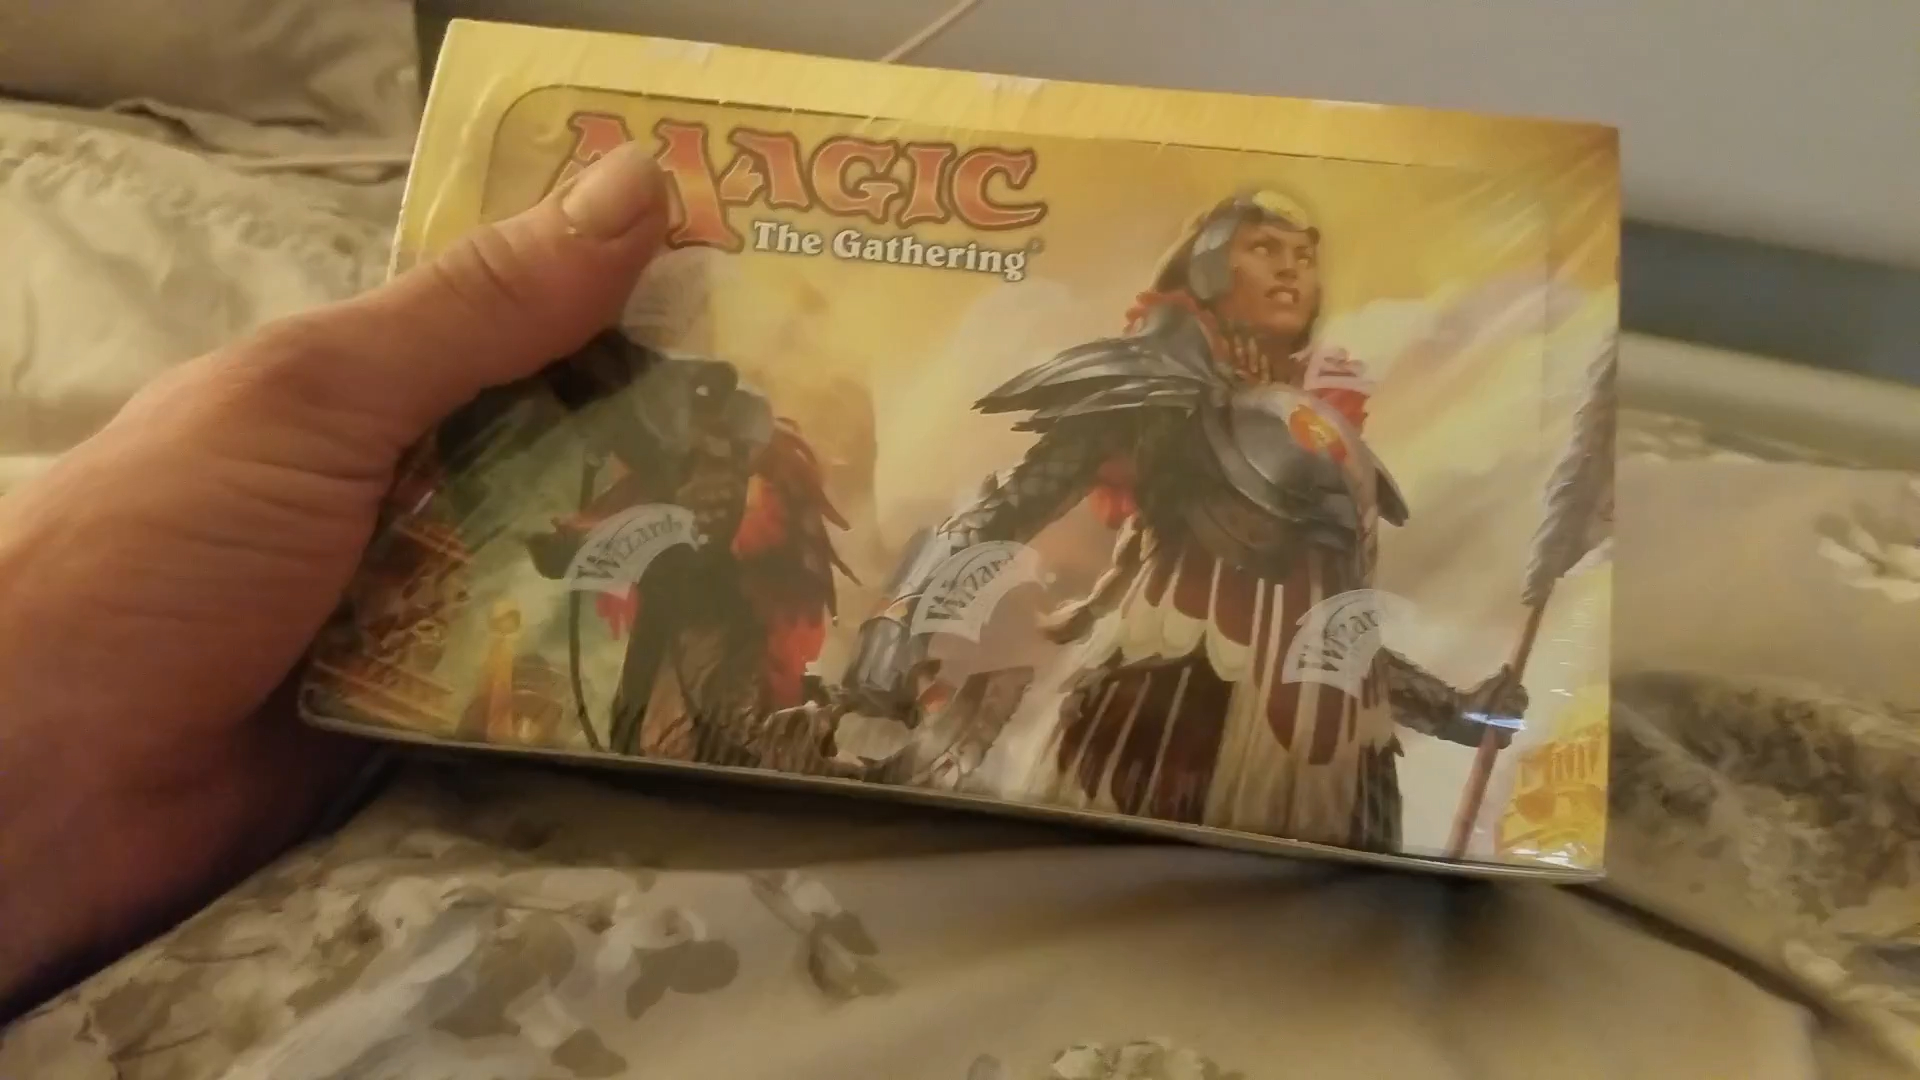 MAGIC
The Gathering
Wizards
Wizards
Wizards